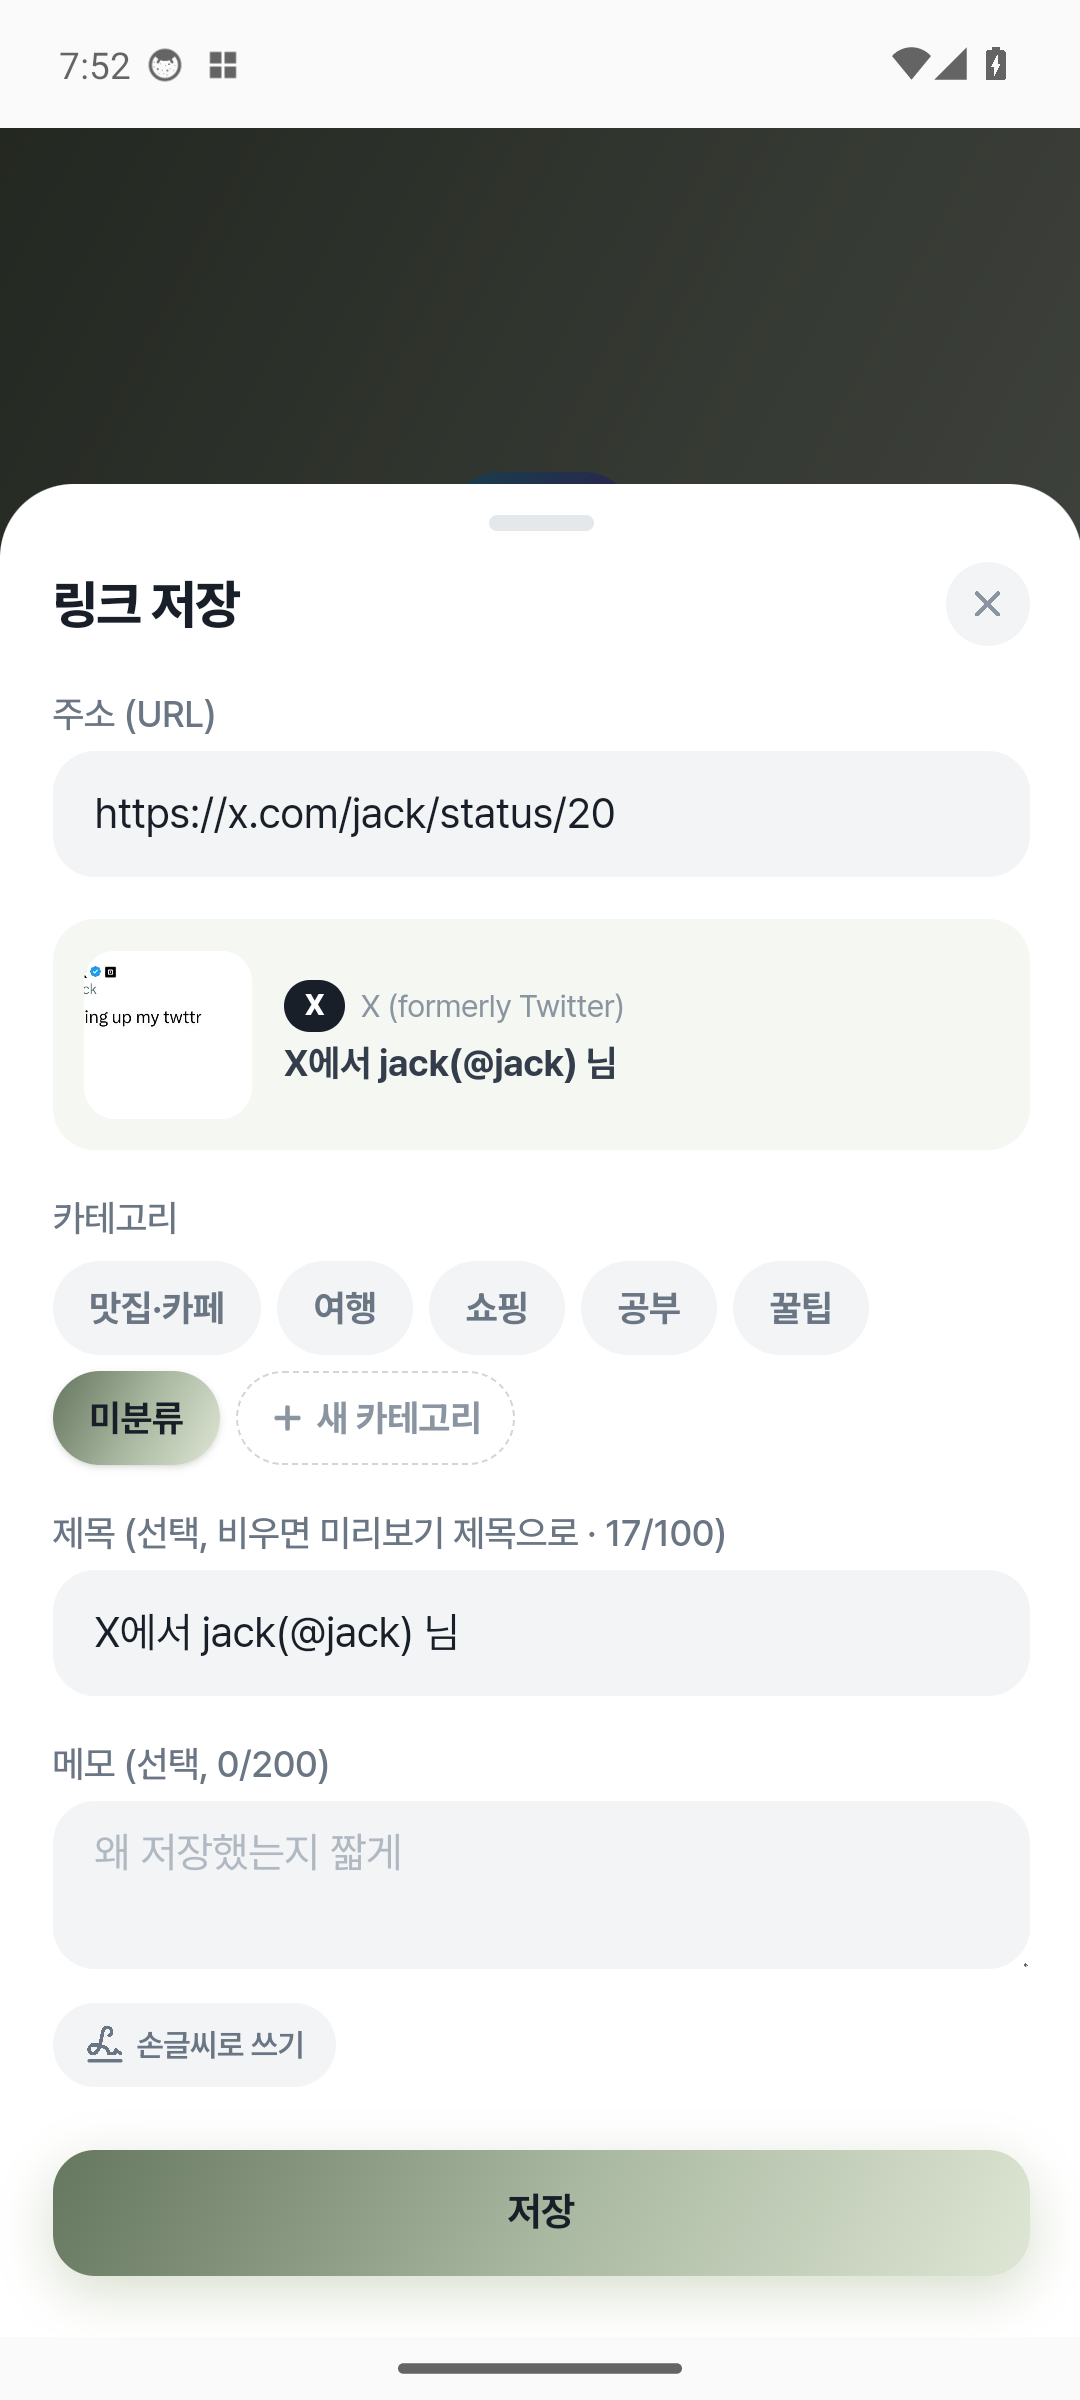 7:52
링크 저장
주소 (URL)
https://x.com/jack/status/20
ck
ing up my twttr
X X (formerly Twitter)
X에서 jack(@jack) 님
카테고리
맛집·카페 여행 쇼핑 공부 꿀팁
미분류 + 새 카테고리
제목 (선택, 비우면 미리보기 제목으로 · 17/100)
X에서 jack(@jack) 님
메모 (선택, 0/200)
왜 저장했는지 짧게
손글씨로 쓰기
저장